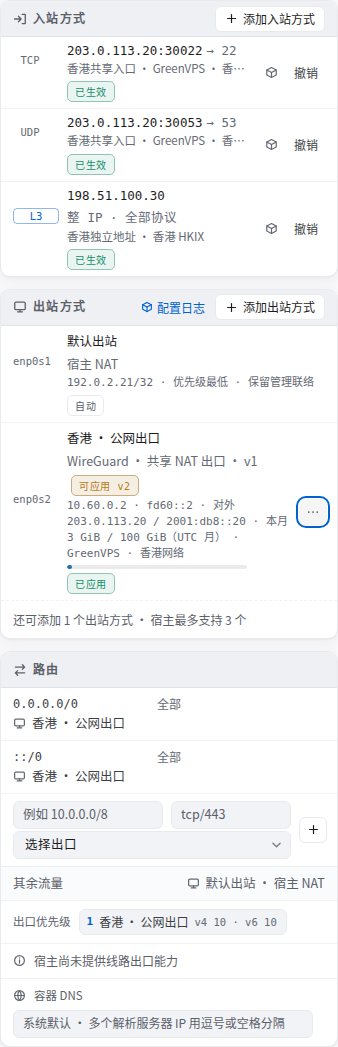 入站方式
+ 添加入站方式
TCP
203.0.113.20:30022 → 22
香港共享入口 • GreenVPS • 香…
已生效
撤销
UDP
203.0.113.20:30053 → 53
香港共享入口 • GreenVPS • 香…
已生效
撤销
L3
198.51.100.30
整 IP · 全部协议
香港独立地址 • 香港 HKIX
已生效
撤销
出站方式
配置日志
+ 添加出站方式
enp0s1
默认出站
宿主 NAT
192.0.2.21/32 · 优先级最低 · 保留管理联络
自动
enp0s2
香港 • 公网出口
WireGuard • 共享 NAT 出口 • v1
可应用 v2
10.60.0.2 · fd60::2 · 对外
203.0.113.20 / 2001:db8::20 · 本月
3 GiB / 100 GiB（UTC 月） ·
GreenVPS · 香港网络
…
已应用
还可添加 1 个出站方式 • 宿主最多支持 3 个
路由
0.0.0.0/0
全部
香港 • 公网出口
::/0
全部
香港 • 公网出口
例如 10.0.0.0/8
tcp/443
选择出口
+
其余流量
默认出站 • 宿主 NAT
出口优先级
1 香港 • 公网出口 v4 10 · v6 10
宿主尚未提供线路出口能力
容器 DNS
系统默认 • 多个解析服务器 IP 用逗号或空格分隔